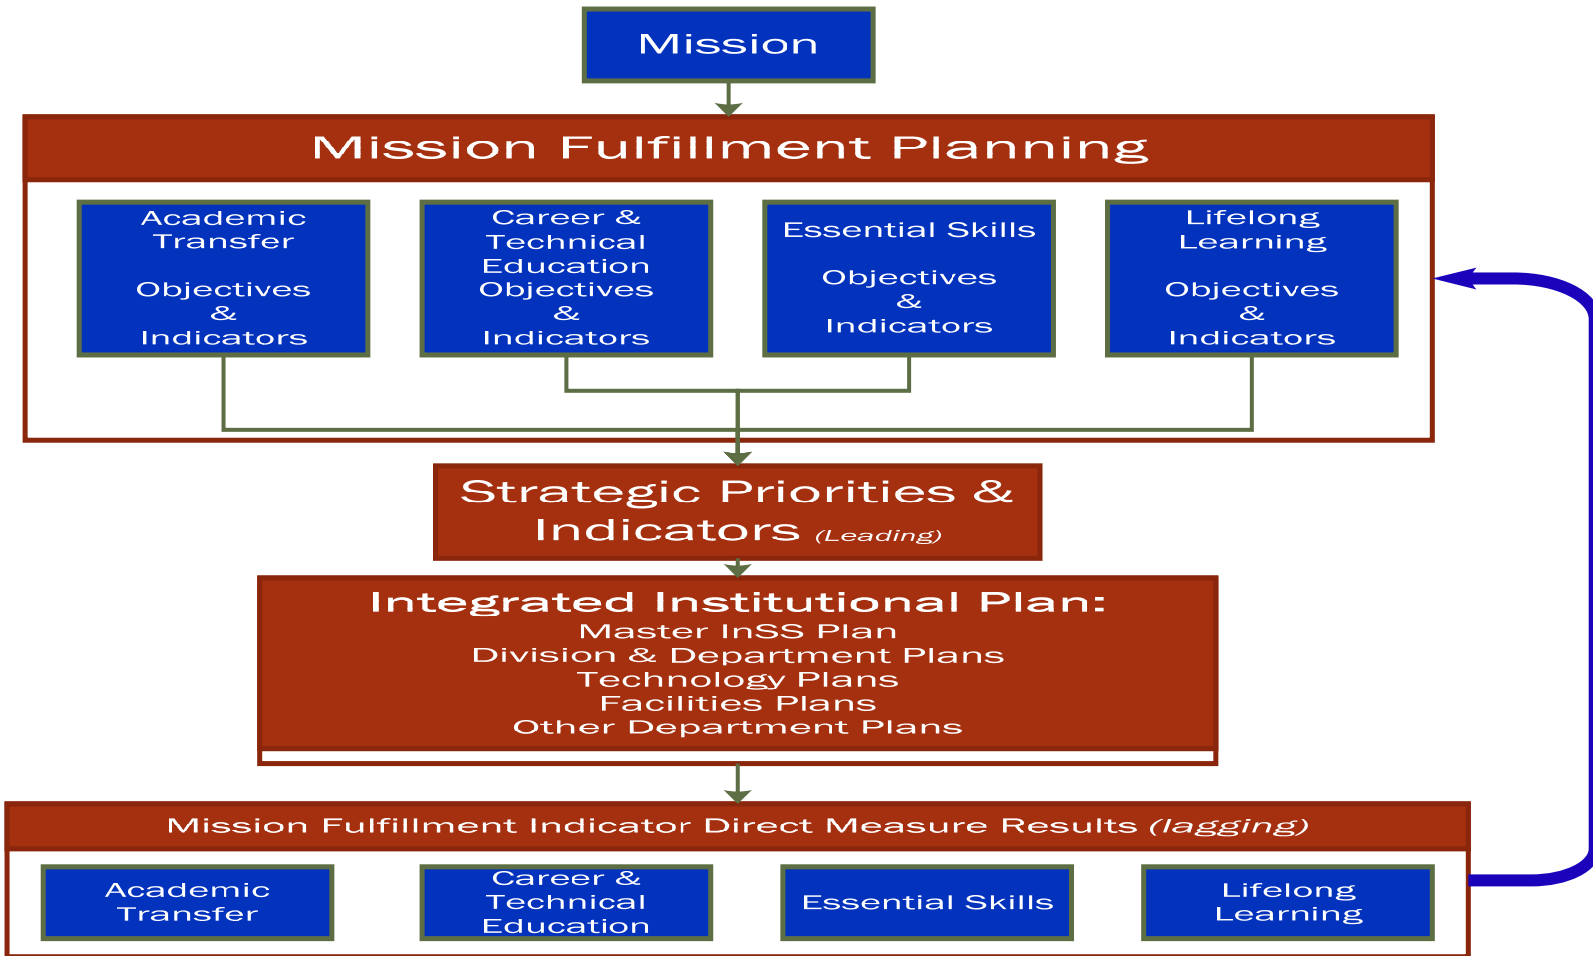 Mission
Mission Fulfillment Planning
Academic
Transfer
Objectives
&
Indicators
Career &
Technical
Education
Objectives
&
Indicators
Essential Skills
Objectives
&
Indicators
Lifelong
Learning
Objectives
&
Indicators
Strategic Priorities &
Indicators (Leading)
Integrated Institutional Plan:
Master InSS Plan
Division & Department Plans
Technology Plans
Facilities Plans
Other Department Plans
Mission Fulfillment Indicator Direct Measure Results (lagging)
Academic
Transfer
Career &
Technical
Education
Essential Skills
Lifelong
Learning